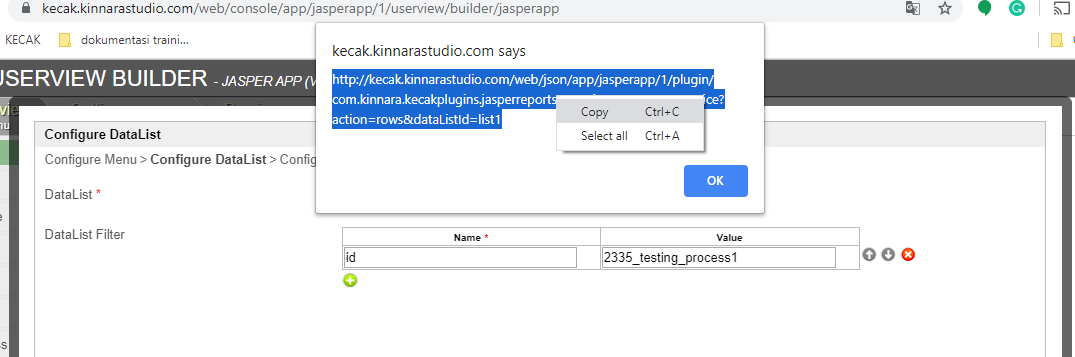 kecak.kinnarastudio.com/web/console/app/jasperapp/1/userview/builder/jasperapp
KECAK dokumentasi traini...
USERVIEW BUILDER - JASPER APP (V
kecak.kinnarastudio.com says
http://kecak.kinnarastudio.com/web/json/app/jasperapp/1/plugin/
com.kinnara.kecakplugins.jasperreports
action=rows&dataListId=list1
Copy Ctrl+C
Select all Ctrl+A
OK
Configure DataList
Configure Menu > Configure DataList > Config
DataList *
DataList Filter
Name * Value
id 2335_testing_process1